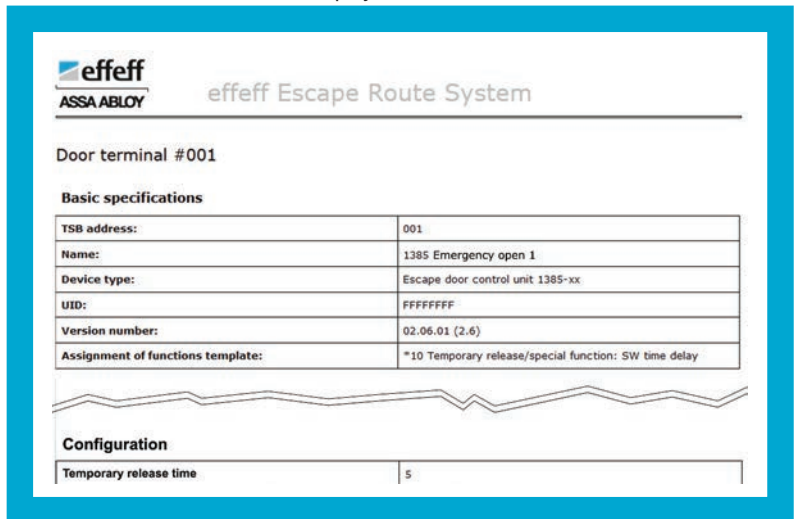 effeff
ASSA ABLOY
effeff Escape Route System
Door terminal #001
Basic specifications
TSB address: 001
Name: 1385 Emergency open 1
Device type: Escape door control unit 1385-xx
UID: FFFFFFFF
Version number: 02.06.01 (2.6)
Assignment of functions template: *10 Temporary release/special function: SW time delay
Configuration
Temporary release time 5